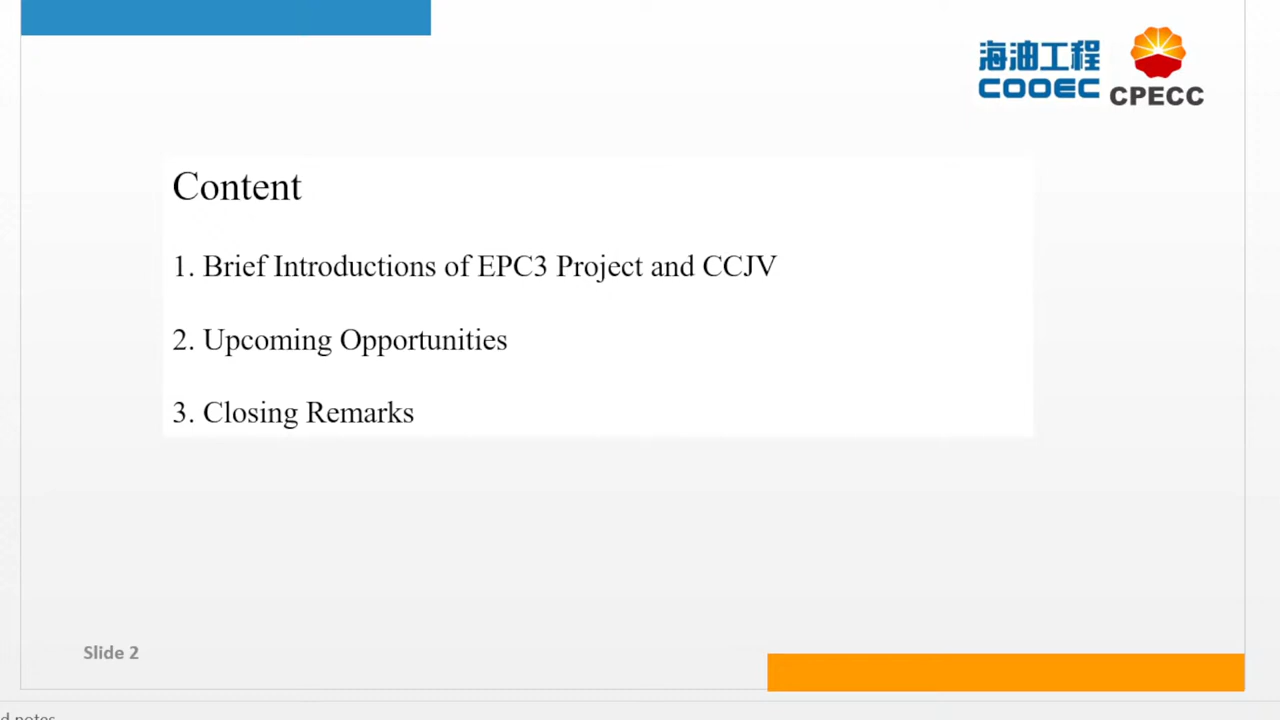 海油工程
COOEC
CPECC
Content
1. Brief Introductions of EPC3 Project and CCJV
2. Upcoming Opportunities
3. Closing Remarks
Slide 2
notes